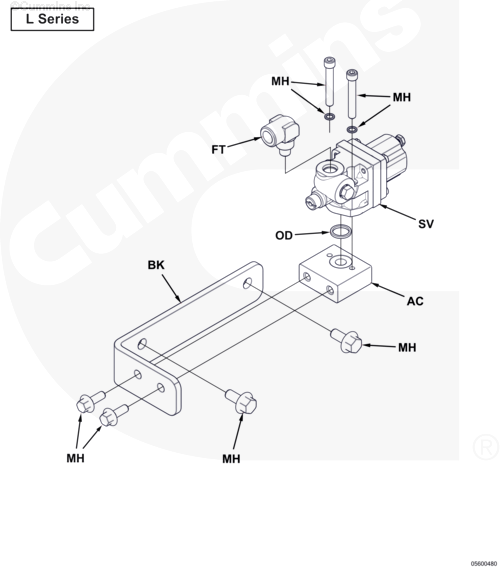 ©Cummins Inc.
L Series
MH
MH
FT
SV
OD
BK
AC
MH
MH
MH
Cummins
®
05600480